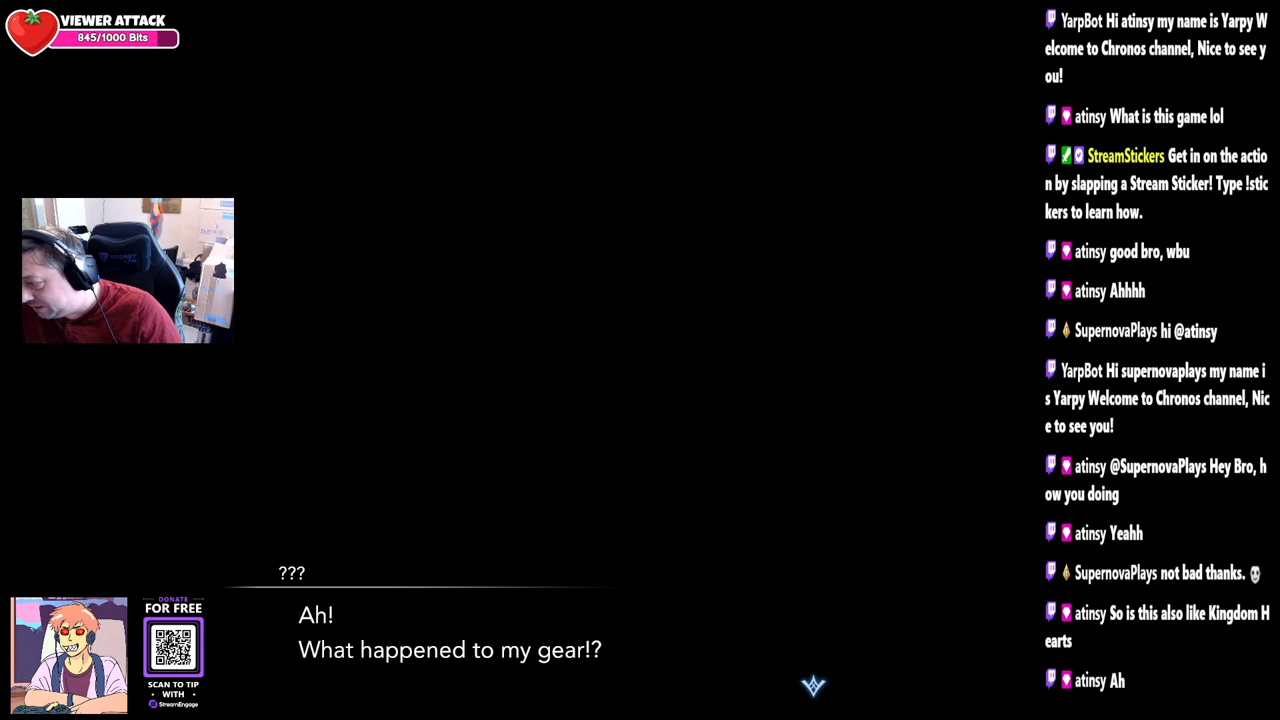 VIEWER ATTACK
845/1000 Bits
YarpBot Hi atinsy my name is Yarpy W
elcome to Chronos channel, Nice to see y
ou!
atinsy What is this game lol
StreamStickers Get in on the actio
n by slapping a Stream Sticker! Type !stic
kers to learn how.
atinsy good bro, wbu
atinsy Ahhhh
SupernovaPlays hi @atinsy
YarpBot Hi supernovaplays my name i
s Yarpy Welcome to Chronos channel, Nic
e to see you!
atinsy @SupernovaPlays Hey Bro, h
ow you doing
atinsy Yeahh
SupernovaPlays not bad thanks.
atinsy So is this also like Kingdom H
earts
atinsy Ah
???
Ah!
What happened to my gear!?
DONATE
FOR FREE
SCAN TO TIP
WITH
StreamEngage